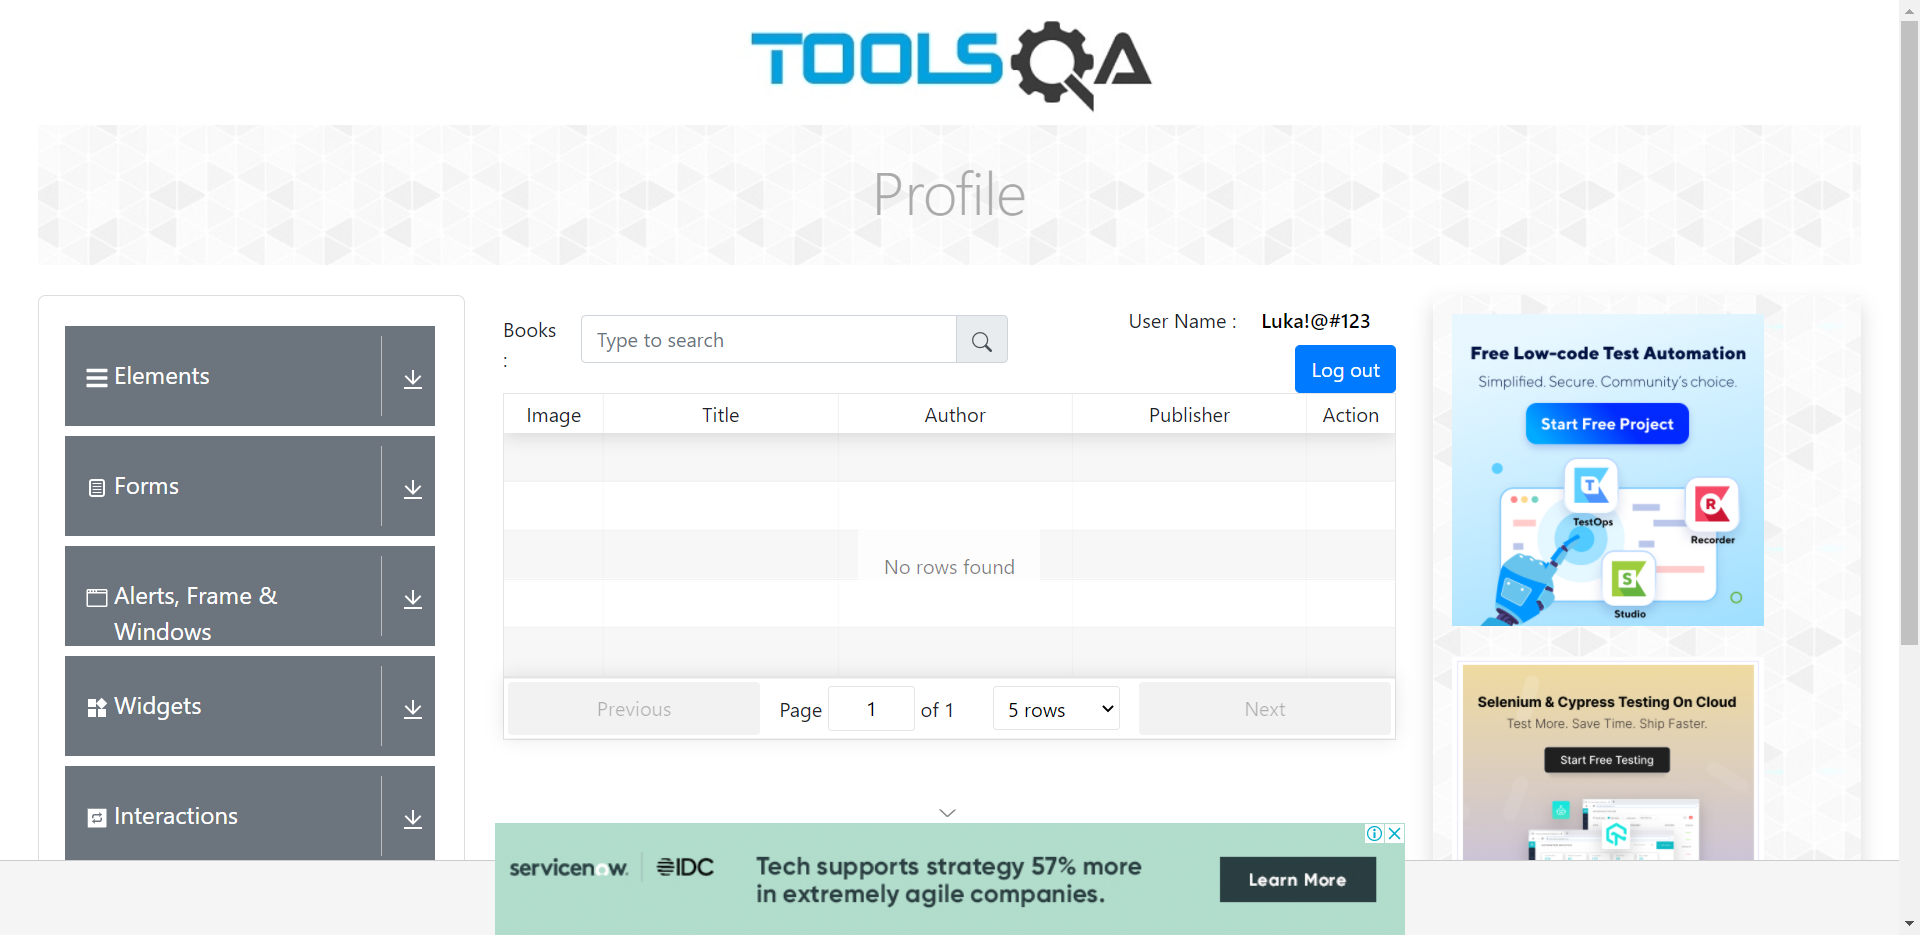 TOOLSQA
Profile
Elements
Forms
Alerts, Frame &
Windows
Widgets
Interactions
Books
:
Type to search
User Name :
Luka!@#123
Log out
Image
Title
Author
Publisher
Action
No rows found
Previous
Page
1
of 1
5 rows
Next
Free Low-code Test Automation
Simplified. Secure. Community's choice.
Start Free Project
TestOps
Recorder
Studio
Selenium & Cypress Testing On Cloud
Test More. Save Time. Ship Faster.
Start Free Testing
servicenow.
IDC
Tech supports strategy 57% more
in extremely agile companies.
Learn More